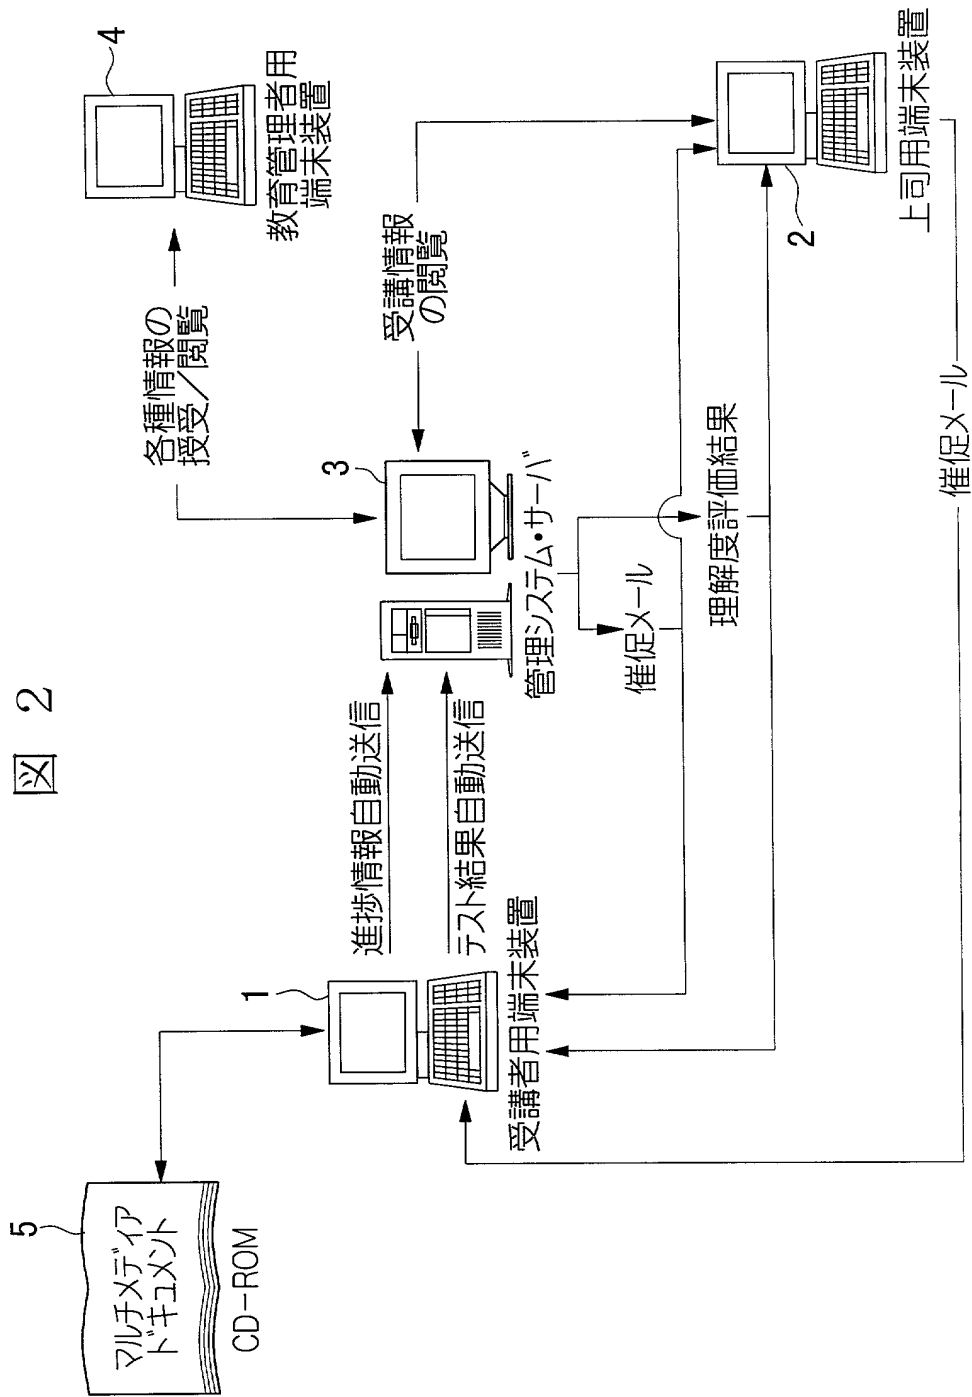 図 2
5
マルチメディア
ドキュメント
CD-ROM
1
受講者用端末装置
進捗情報自動送信
テスト結果自動送信
3
管理システム・サーバ
各種情報の
授受/閲覧
4
教育管理者用
端末装置
受講情報
の閲覧
2
上司用端末装置
催促メール
理解度評価結果
催促メール